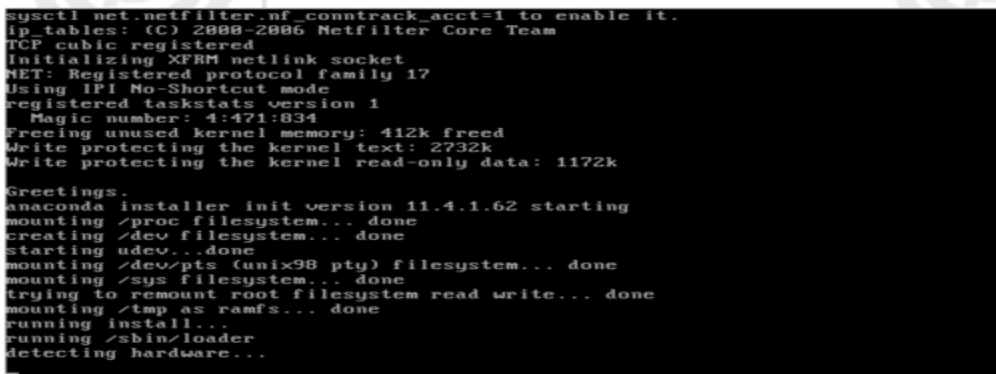 sysctl net.netfilter.nf_conntrack_acct=1 to enable it.
ip_tables: (C) 2000-2006 Netfilter Core Team
TCP cubic registered
Initializing XFRM netlink socket
NET: Registered protocol family 17
Using IPI No-Shortcut mode
registered taskstats version 1
  Magic number: 4:471:834
Freeing unused kernel memory: 412k freed
Write protecting the kernel text: 2732k
Write protecting the kernel read-only data: 1172k
Greetings.
anaconda installer init version 11.4.1.62 starting
mounting /proc filesystem... done
creating /dev filesystem... done
starting udev...done
mounting /dev/pts (unix98 pty) filesystem... done
mounting /sys filesystem... done
trying to remount root filesystem read write... done
mounting /tmp as ramfs... done
running install...
running /sbin/loader
detecting hardware...